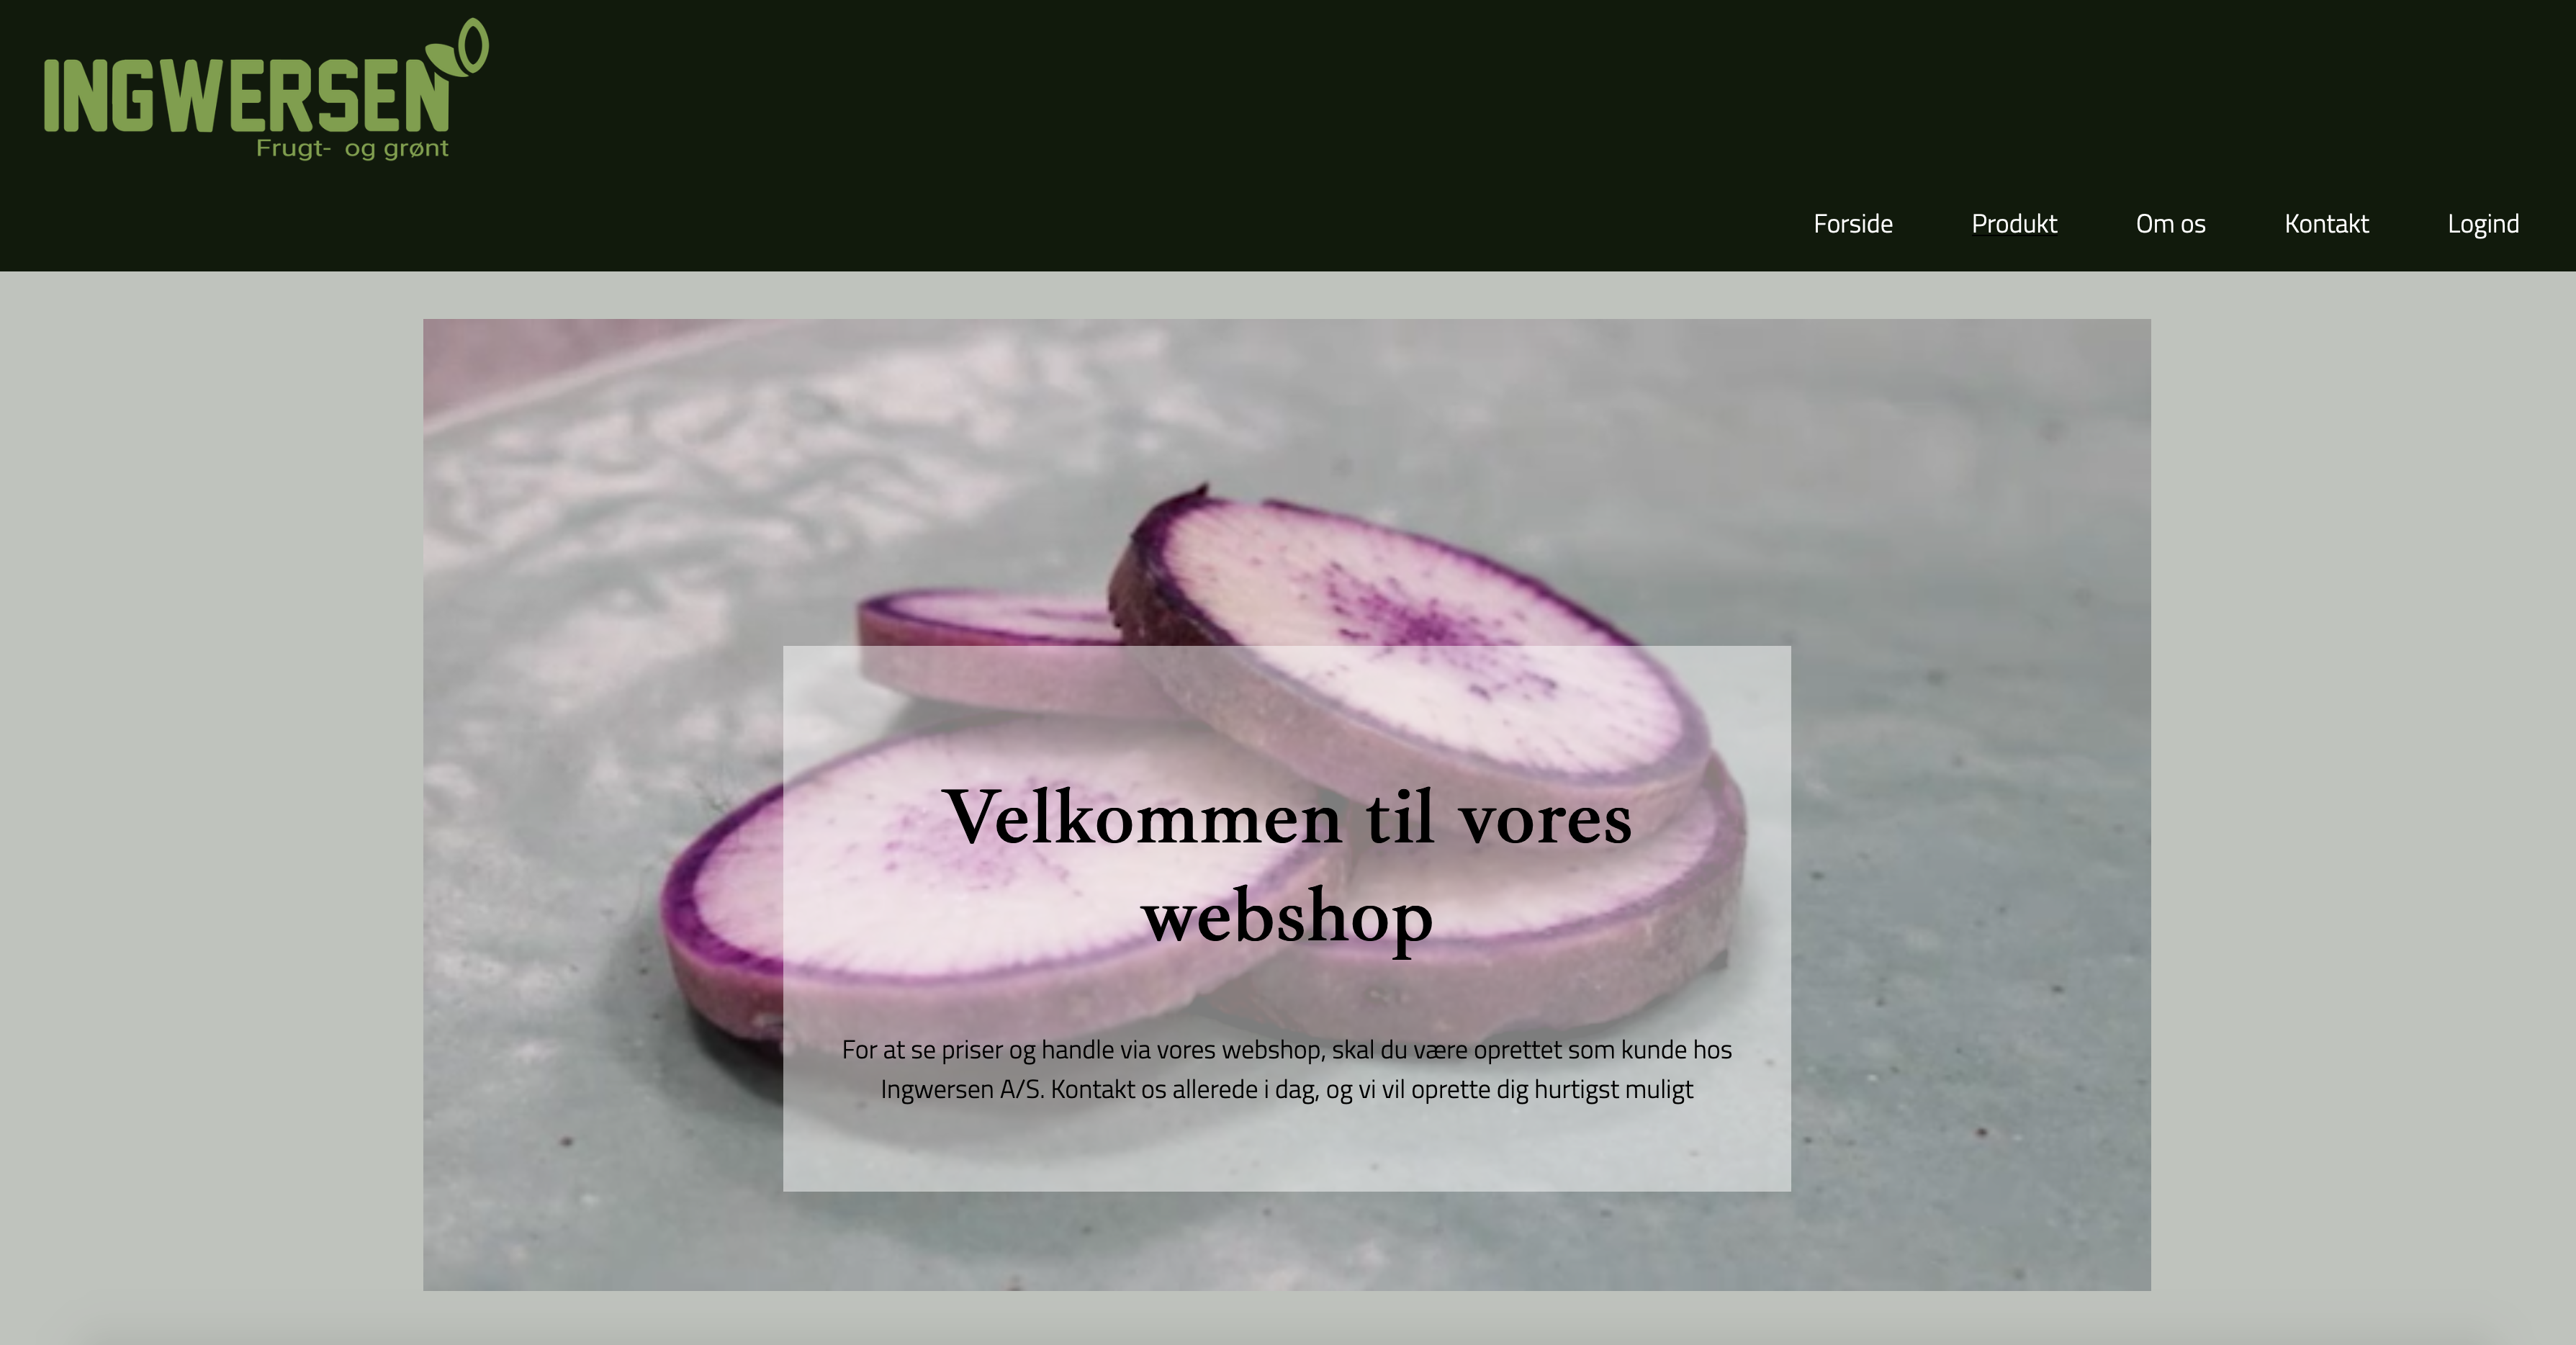 INGWERSEN
Frugt- og grønt
Forside Produkt Om os Kontakt Logind
Velkommen til vores
webshop
For at se priser og handle via vores webshop, skal du være oprettet som kunde hos
Ingwersen A/S. Kontakt os allerede i dag, og vi vil oprette dig hurtigst muligt